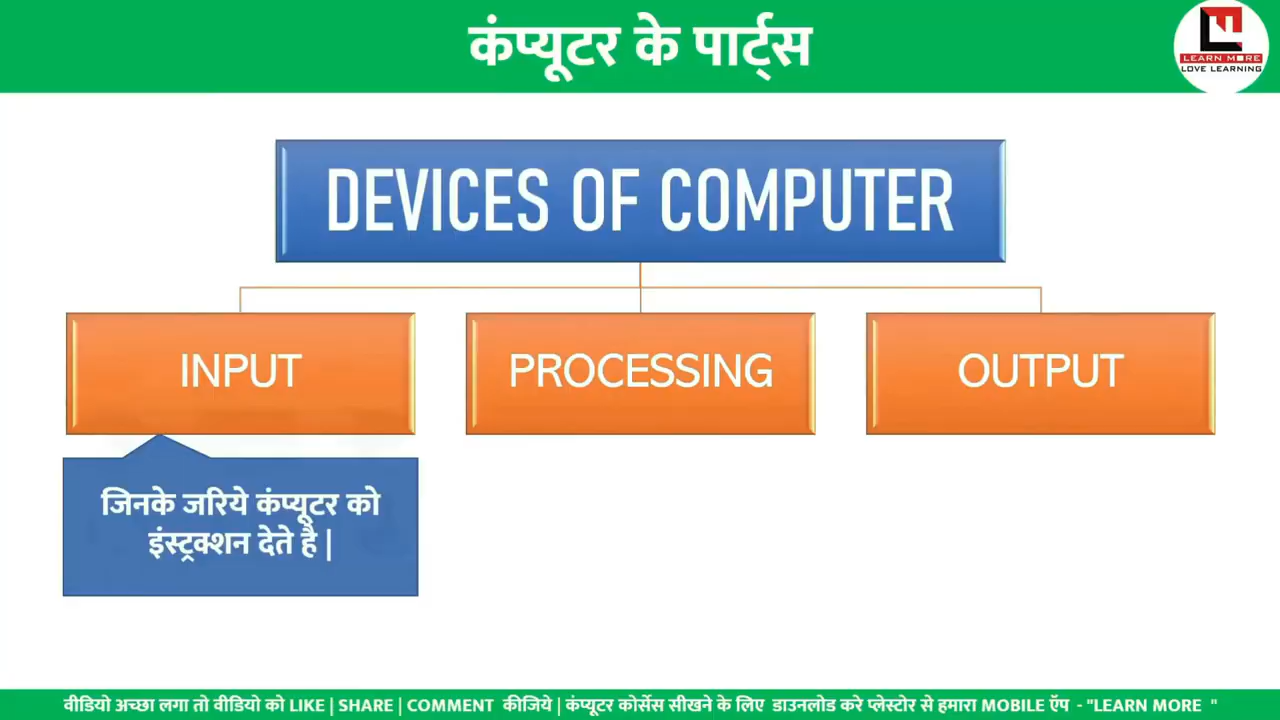 कंप्यूटर के पार्ट्स
LEARN MORE
LOVE LEARNING
DEVICES OF COMPUTER
INPUT
PROCESSING
OUTPUT
जिनके जरिये कंप्यूटर को
इंस्ट्रक्शन देते है |
वीडियो अच्छा लगा तो वीडियो को LIKE | SHARE | COMMENT कीजिये | कंप्यूटर कोर्सेस सीखने के लिए डाउनलोड करे प्लेस्टोर से हमारा MOBILE ऍप - "LEARN MORE "